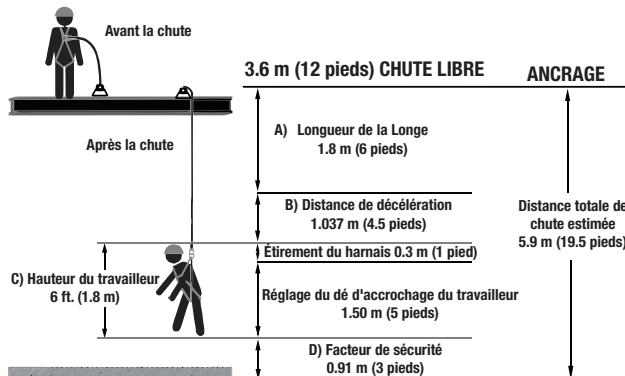 Avant la chute
3.6 m (12 pieds) CHUTE LIBRE
ANCRAGE
A) Longueur de la Longe
1.8 m (6 pieds)
Après la chute
B) Distance de décélération
1.037 m (4.5 pieds)
Distance totale de
chute estimée
5.9 m (19.5 pieds)
Étirement du harnais 0.3 m (1 pied)
C) Hauteur du travailleur
6 ft. (1.8 m)
Réglage du dé d'accrochage du travailleur
1.50 m (5 pieds)
D) Facteur de sécurité
0.91 m (3 pieds)